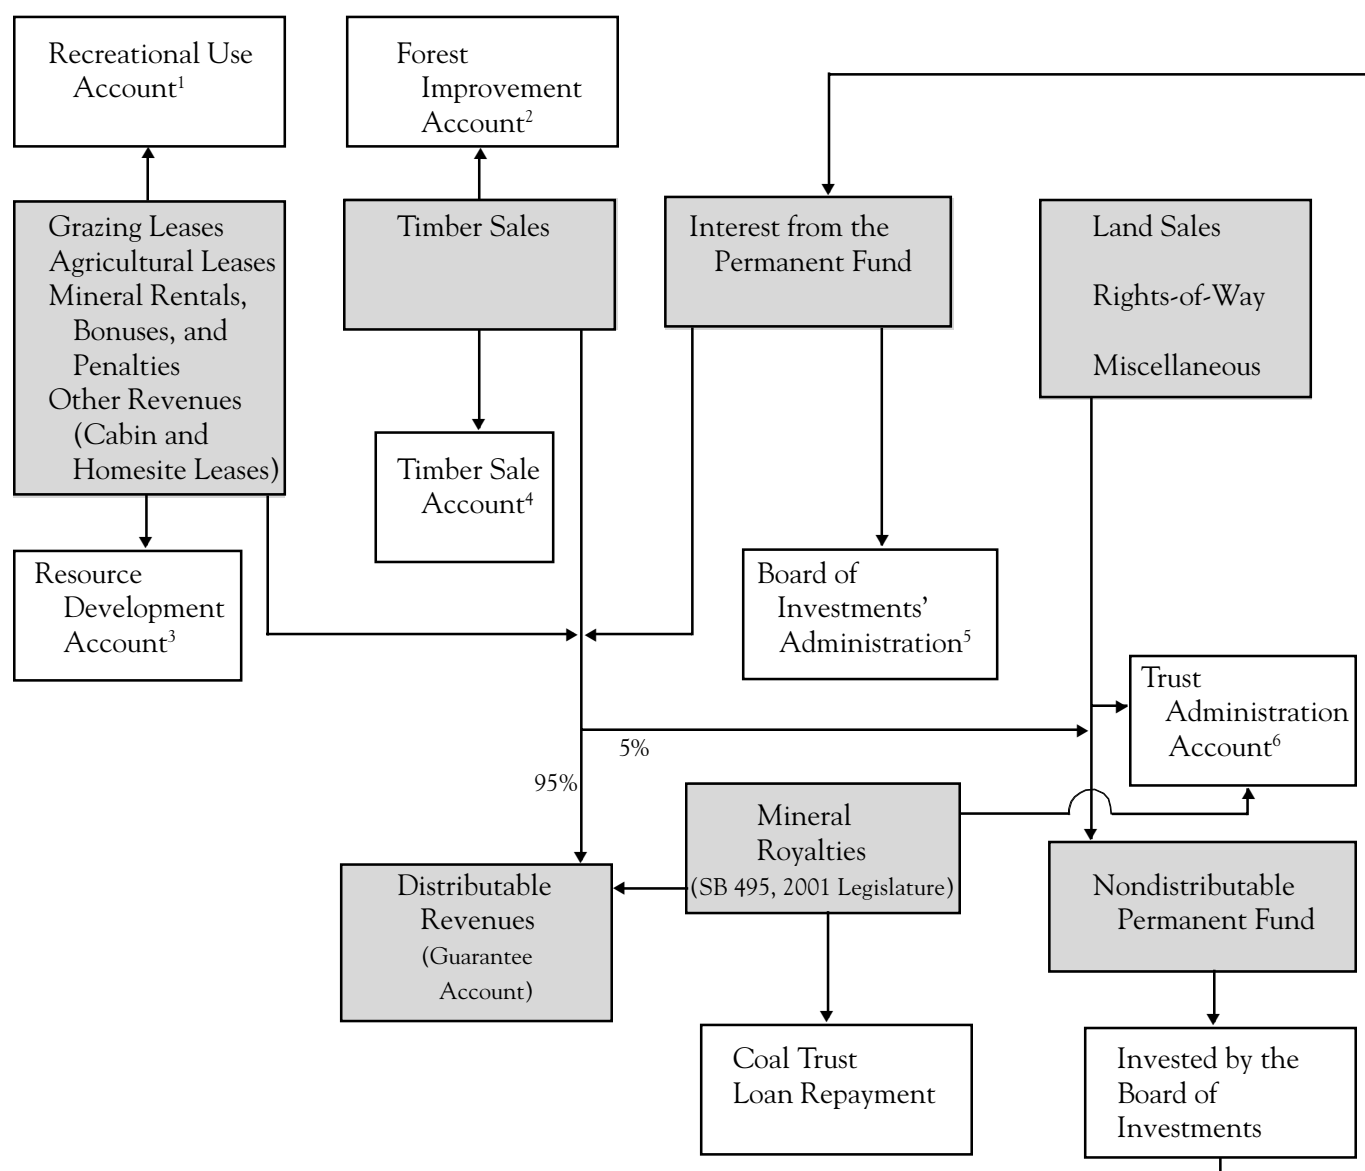 Recreational Use
Account¹
Forest
Improvement
Account²
Grazing Leases
Agricultural Leases
Mineral Rentals,
Bonuses, and
Penalties
Other Revenues
(Cabin and
Homesite Leases)
Timber Sales
Interest from the
Permanent Fund
Land Sales
Rights-of-Way
Miscellaneous
Timber Sale
Account⁴
Resource
Development
Account³
Board of
Investments’
Administration⁵
Trust
Administration
Account⁶
5%
95%
Mineral
Royalties
(SB 495, 2001 Legislature)
Distributable
Revenues
(Guarantee
Account)
Nondistributable
Permanent Fund
Coal Trust
Loan Repayment
Invested by the
Board of
Investments